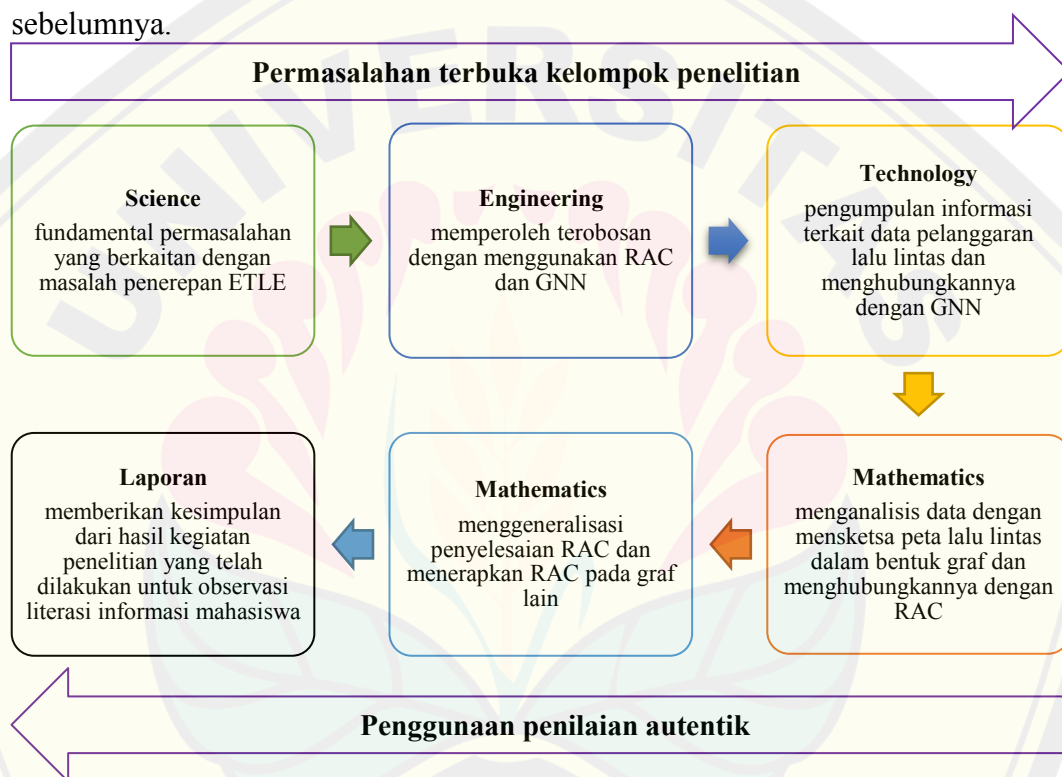 sebelumnya.
Permasalahan terbuka kelompok penelitian
Science
fundamental permasalahan
yang berkaitan dengan
masalah penerepan ETLE
Engineering
memperoleh terobosan
dengan menggunakan RAC
dan GNN
Technology
pengumpulan informasi
terkait data pelanggaran
lalu lintas dan
menghubungkannya
dengan GNN
Mathematics
menganalisis data dengan
mensketsa peta lalu lintas
dalam bentuk graf dan
menghubungkannya dengan
RAC
Mathematics
menggeneralisasi
penyelesaian RAC dan
menerapkan RAC pada graf
lain
Laporan
memberikan kesimpulan
dari hasil kegiatan
penelitian yang telah
dilakukan untuk observasi
literasi informasi mahasiswa
Penggunaan penilaian autentik
UNIVERSITAS